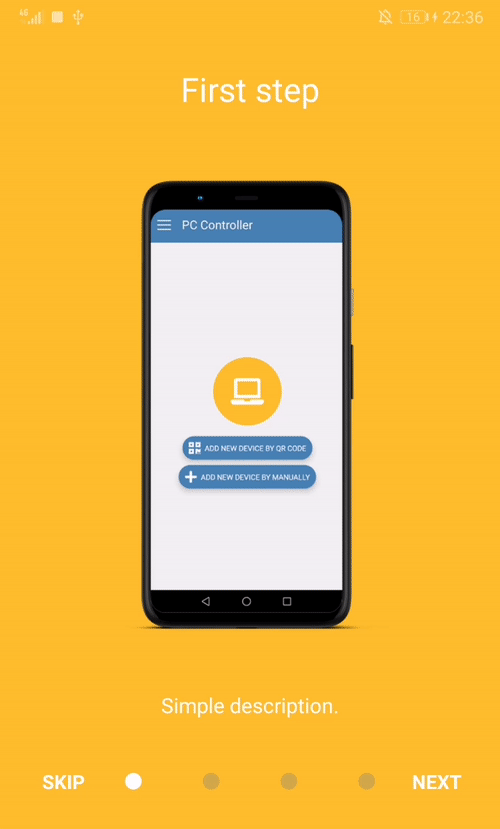 4G 16 22:36
First step
PC Controller
ADD NEW DEVICE BY QR CODE
ADD NEW DEVICE BY MANUALLY
Simple description.
SKIP NEXT